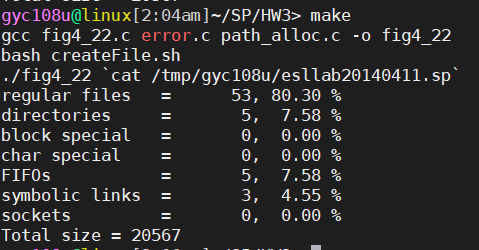 gyc108u@linux[2:04am]~/SP/HW3> make
gcc fig4_22.c error.c path_alloc.c -o fig4_22
bash createFile.sh
./fig4_22 `cat /tmp/gyc108u/esllab20140411.sp`
regular files   =      53, 80.30 %
directories     =       5,  7.58 %
block special   =       0,  0.00 %
char special    =       0,  0.00 %
FIFOs           =       5,  7.58 %
symbolic links  =       3,  4.55 %
sockets         =       0,  0.00 %
Total size = 20567